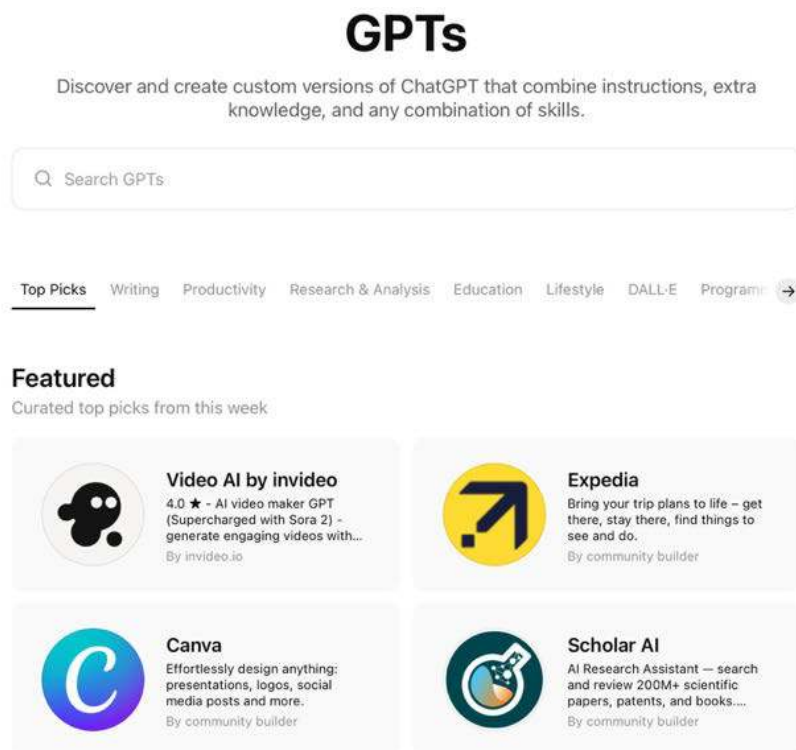 GPTs
Discover and create custom versions of ChatGPT that combine instructions, extra
knowledge, and any combination of skills.
Search GPTs
Top Picks Writing Productivity Research & Analysis Education Lifestyle DALL·E Programm →
Featured
Curated top picks from this week
Video AI by invideo
4.0 ★ - AI video maker GPT
(Supercharged with Sora 2) -
generate engaging videos with...
By invideo.io
Expedia
Bring your trip plans to life – get
there, stay there, find things to
see and do.
By community builder
Canva
Effortlessly design anything:
presentations, logos, social
media posts and more.
By community builder
Scholar AI
AI Research Assistant — search
and review 200M+ scientific
papers, patents, and books....
By community builder